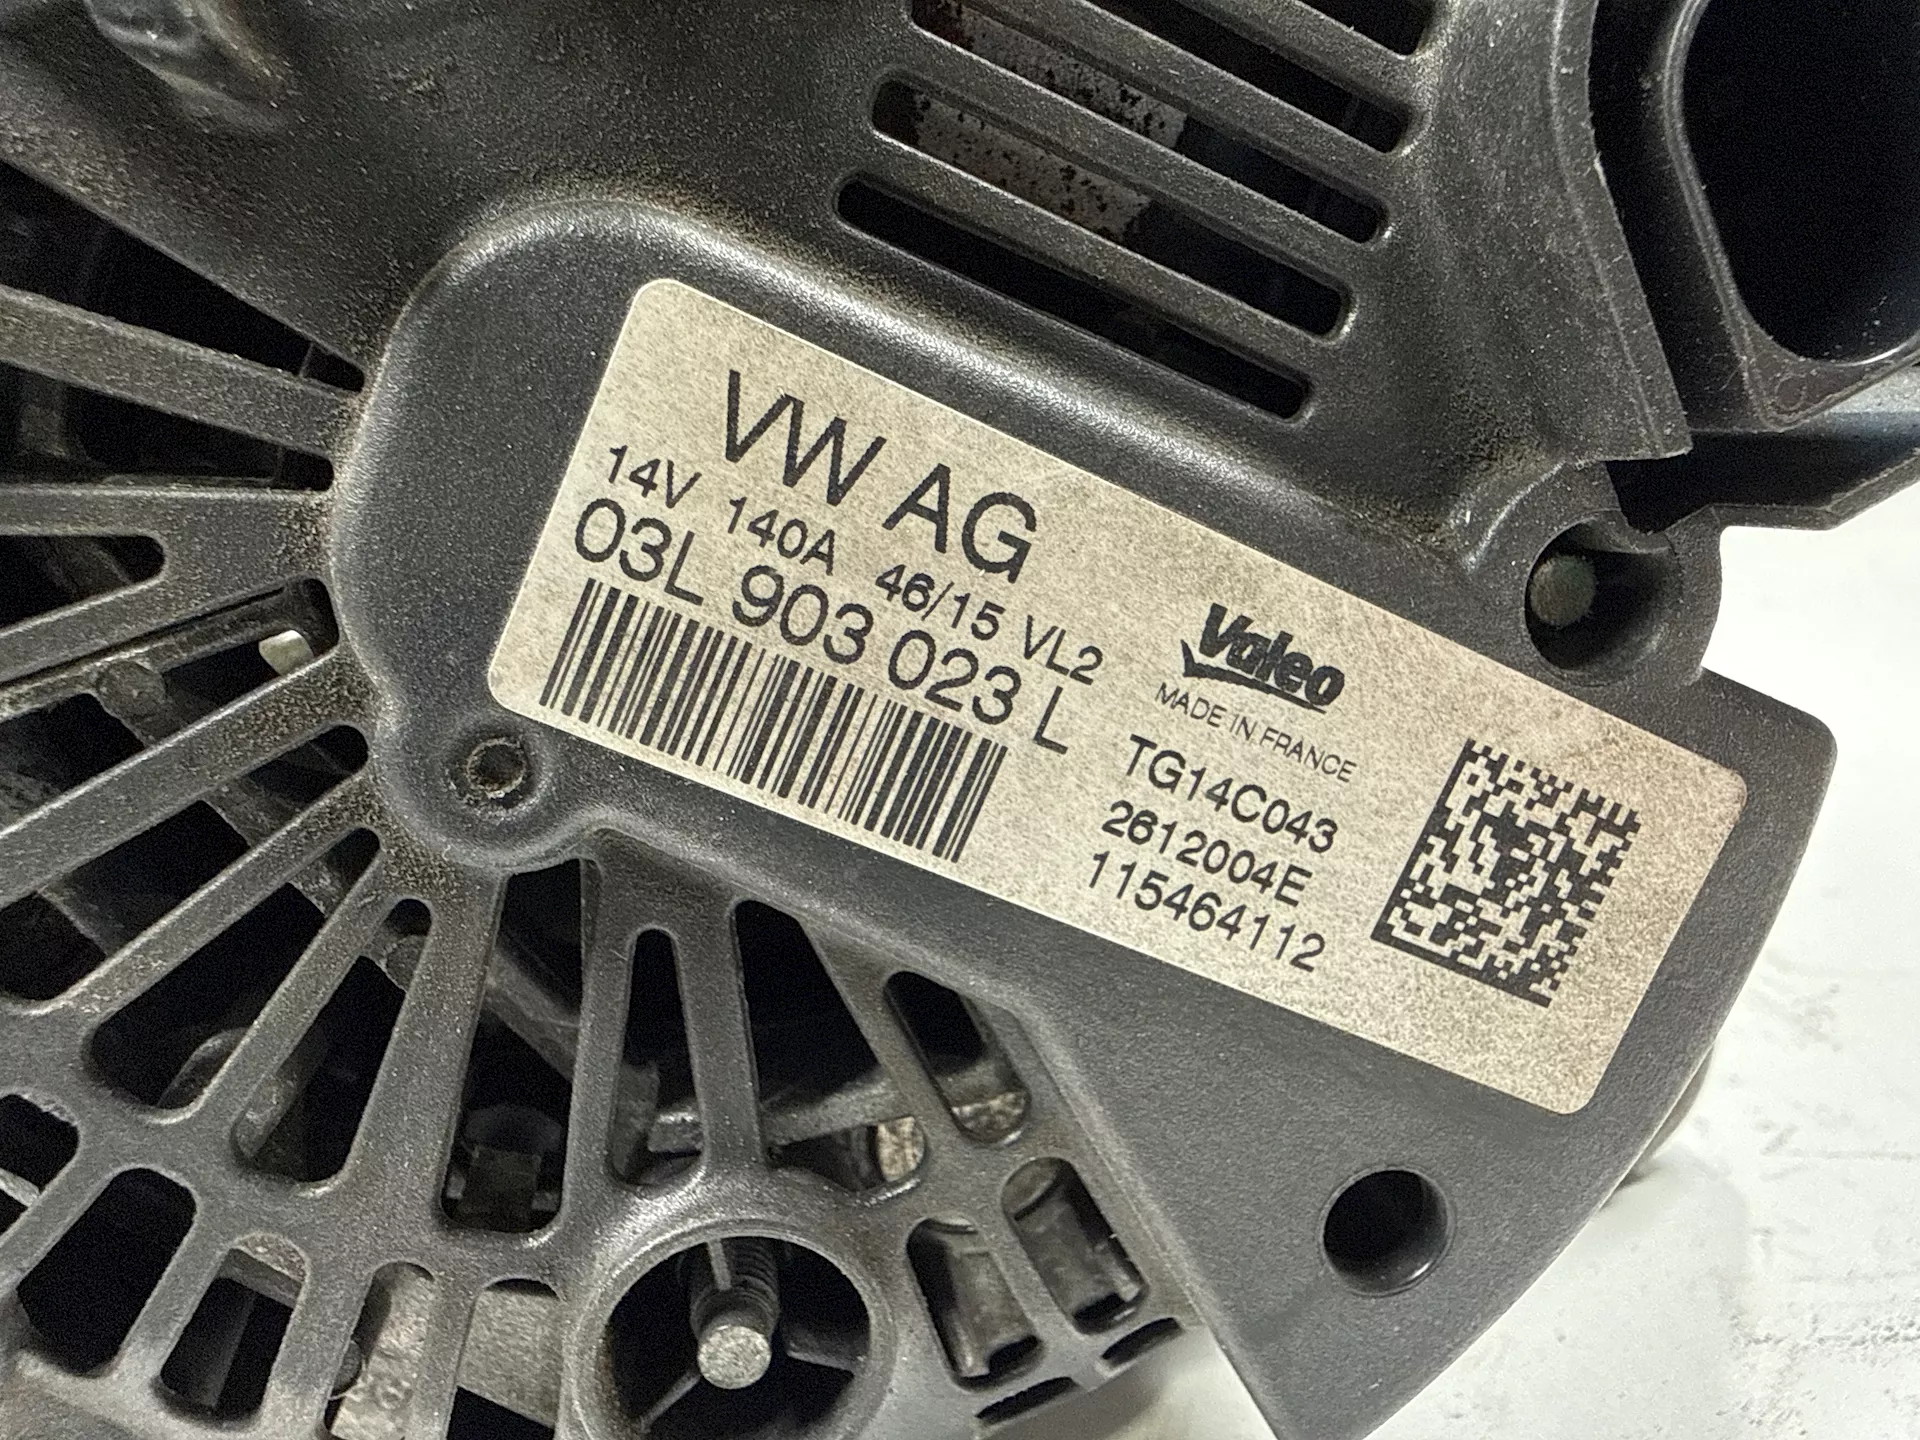 VW AG
14V 140A 46/15 VL2
03L 903 023 L
Valeo
MADE IN FRANCE
TG14C043
2612004E
115464112